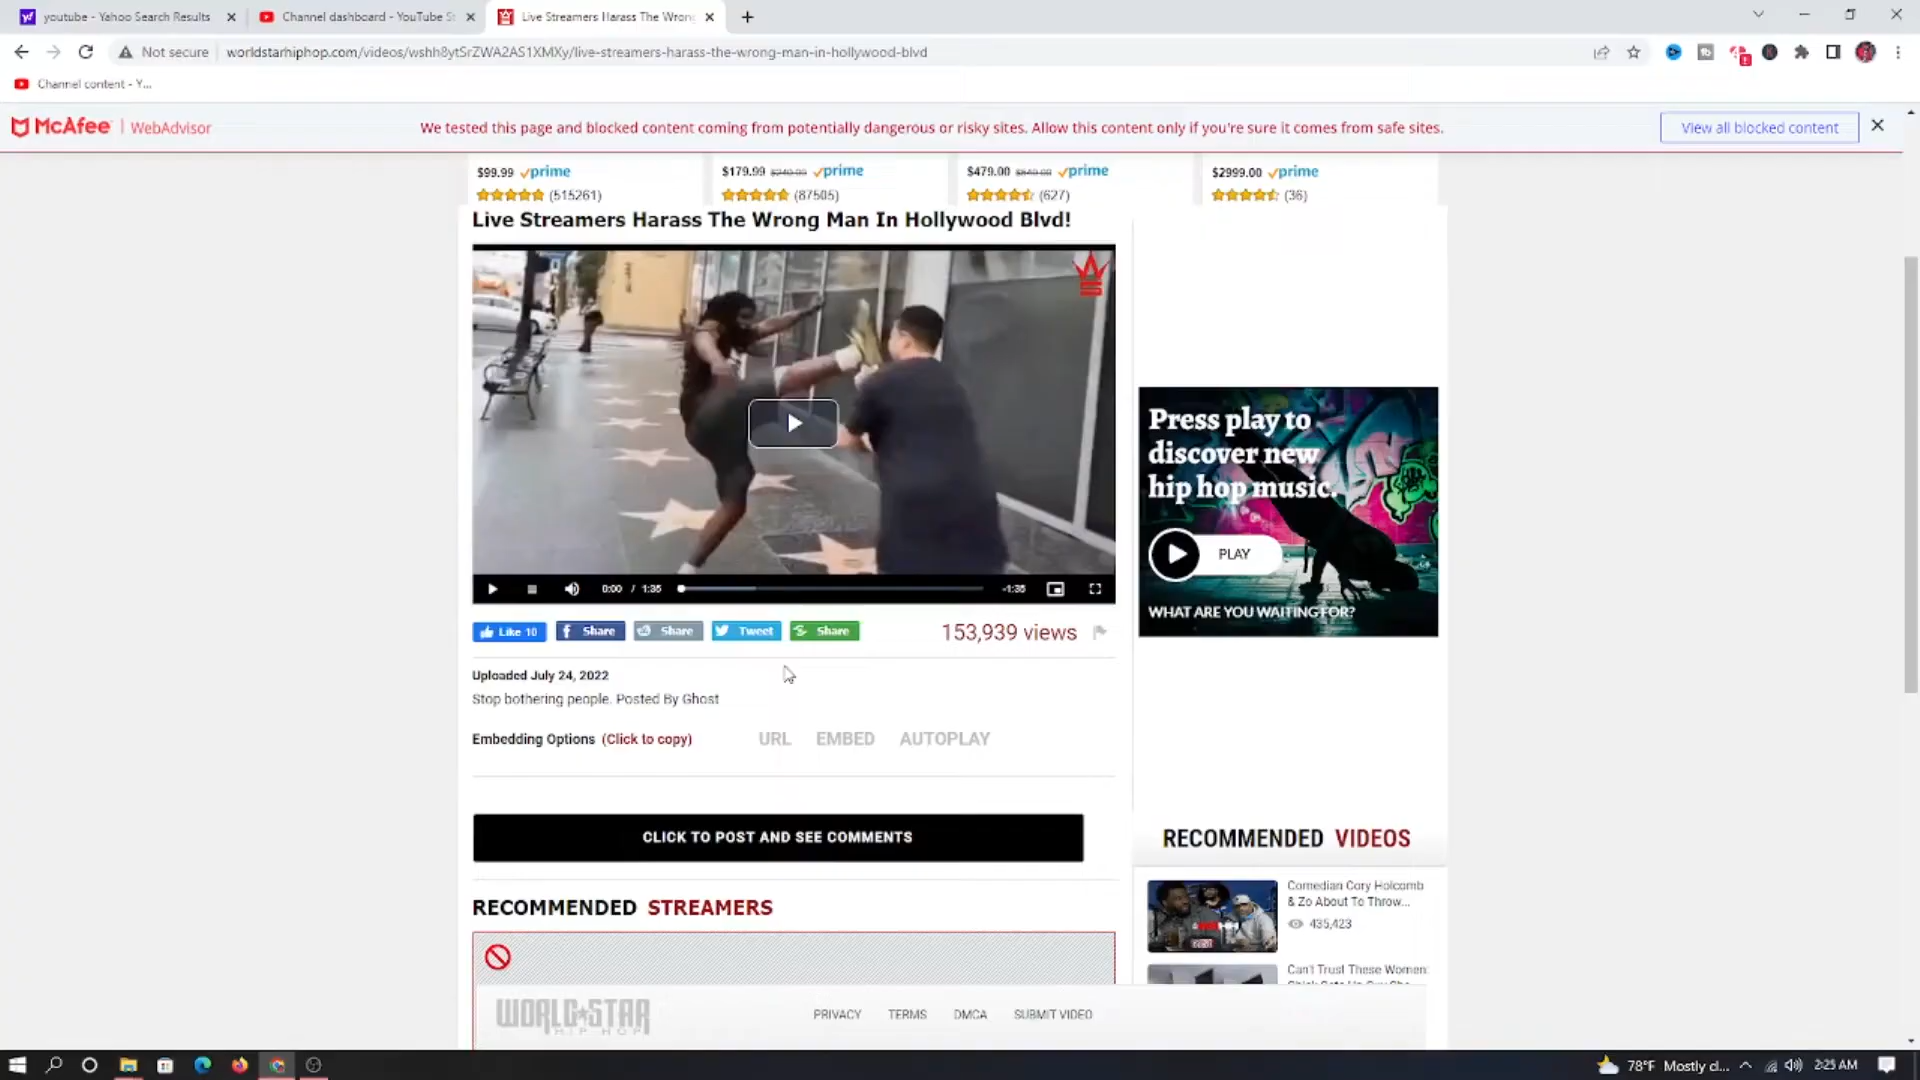 youtube - Yahoo Search Results
Channel dashboard - YouTube St
Live Streamers Harass The Wrong
Not secure
worldstarhiphop.com/videos/wshh8ytSrZWA2AS1XMXy/live-streamers-harass-the-wrong-man-in-hollywood-blvd
Channel content - Y...
McAfee | WebAdvisor
We tested this page and blocked content coming from potentially dangerous or risky sites. Allow this content only if you're sure it comes from safe sites.
View all blocked content
$99.99 prime
(515261)
$179.99 $249.99 prime
(87505)
$479.00 prime
(627)
$2999.00 prime
(36)
Live Streamers Harass The Wrong Man In Hollywood Blvd!
0:00 / 1:35
-1:35
Like 10
Share
Share
Tweet
Share
153,939 views
Uploaded July 24, 2022
Stop bothering people. Posted By Ghost
Embedding Options (Click to copy)
URL EMBED AUTOPLAY
CLICK TO POST AND SEE COMMENTS
RECOMMENDED STREAMERS
Press play to
discover new
hip hop music.
PLAY
WHAT ARE YOU WAITING FOR?
RECOMMENDED VIDEOS
Comedian Cory Holcomb
& Zo About To Throw...
435,423
Can't Trust These Women:
WORLD STAR
HIP HOP
PRIVACY TERMS DMCA SUBMIT VIDEO
78°F Mostly cl...
2:25 AM